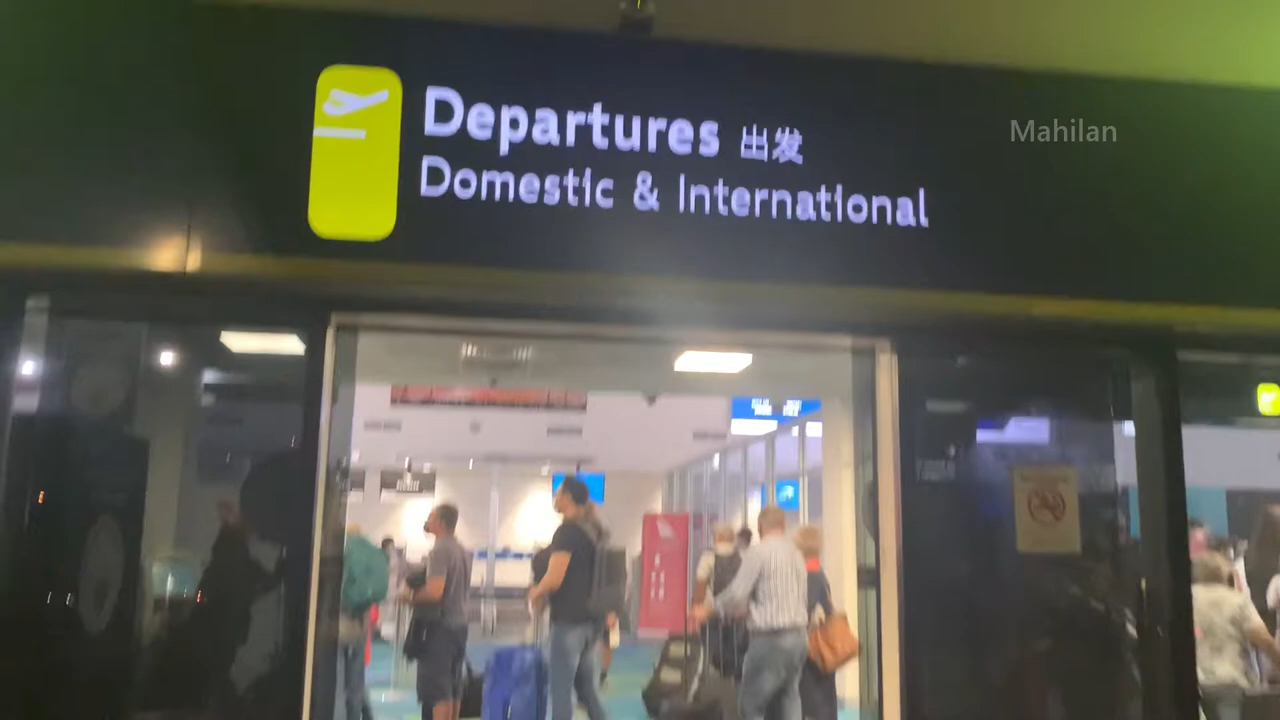 Departures 出发
Domestic & International
Mahilan